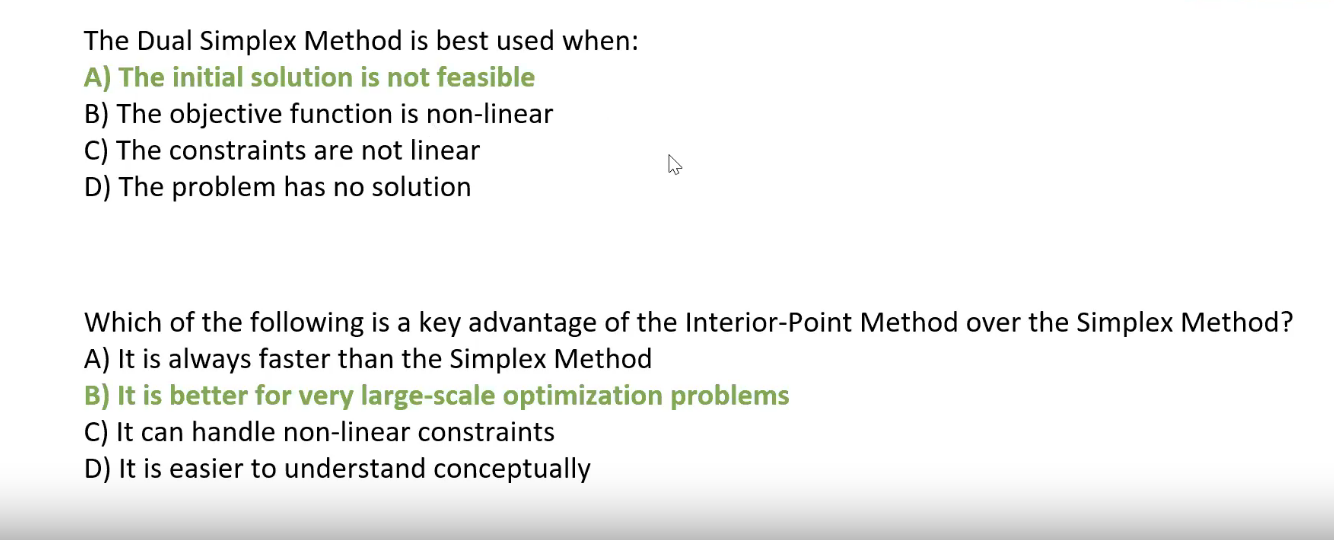 The Dual Simplex Method is best used when:
A) The initial solution is not feasible
B) The objective function is non-linear
C) The constraints are not linear
D) The problem has no solution
Which of the following is a key advantage of the Interior-Point Method over the Simplex Method?
A) It is always faster than the Simplex Method
B) It is better for very large-scale optimization problems
C) It can handle non-linear constraints
D) It is easier to understand conceptually